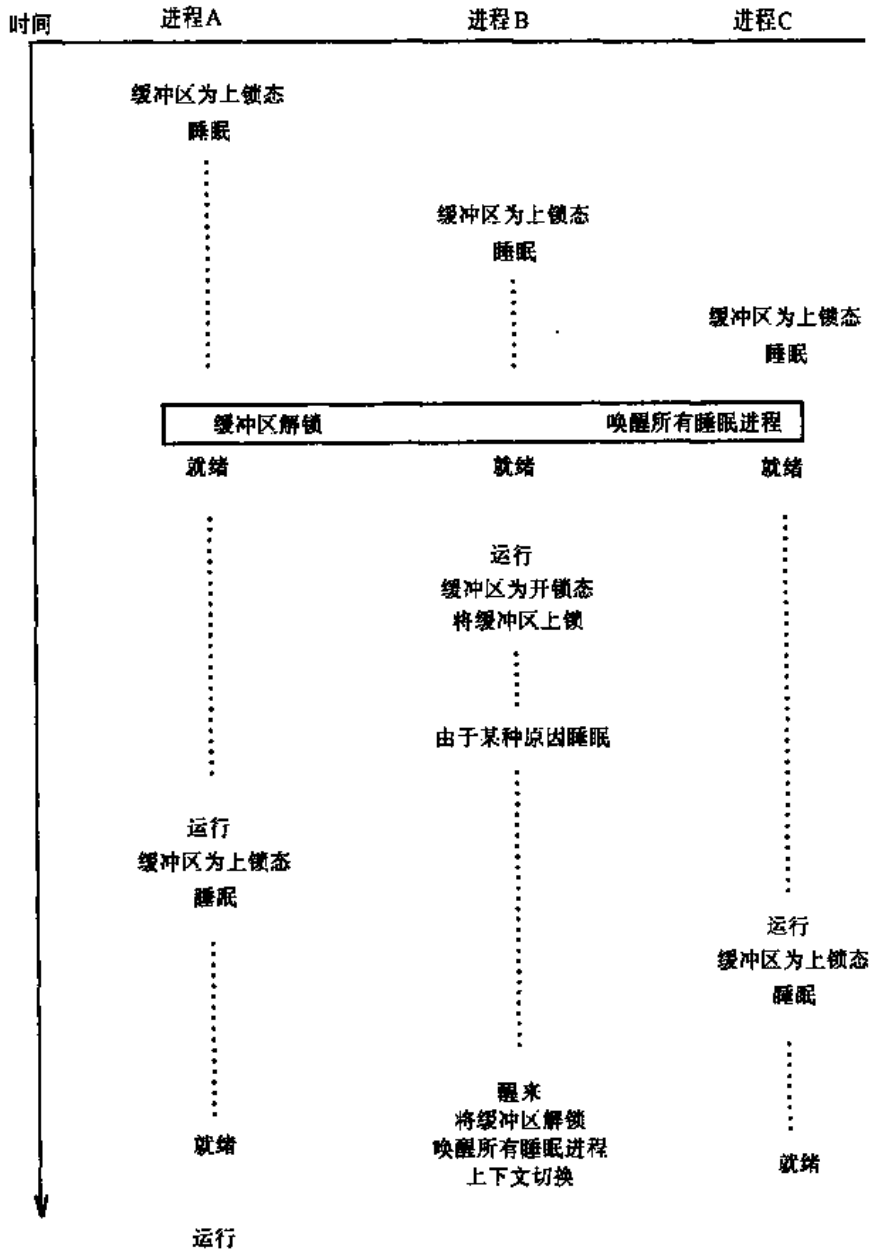 时间 进程A 进程B 进程C
缓冲区为上锁态
睡眠
缓冲区为上锁态
睡眠
缓冲区为上锁态
睡眠
缓冲区解锁 唤醒所有睡眠进程
就绪 就绪 就绪
运行
缓冲区为开锁态
将缓冲区上锁
由于某种原因睡眠
运行
缓冲区为上锁态
睡眠
运行
缓冲区为上锁态
睡眠
醒来
将缓冲区解锁
唤醒所有睡眠进程
上下文切换
就绪
就绪
运行